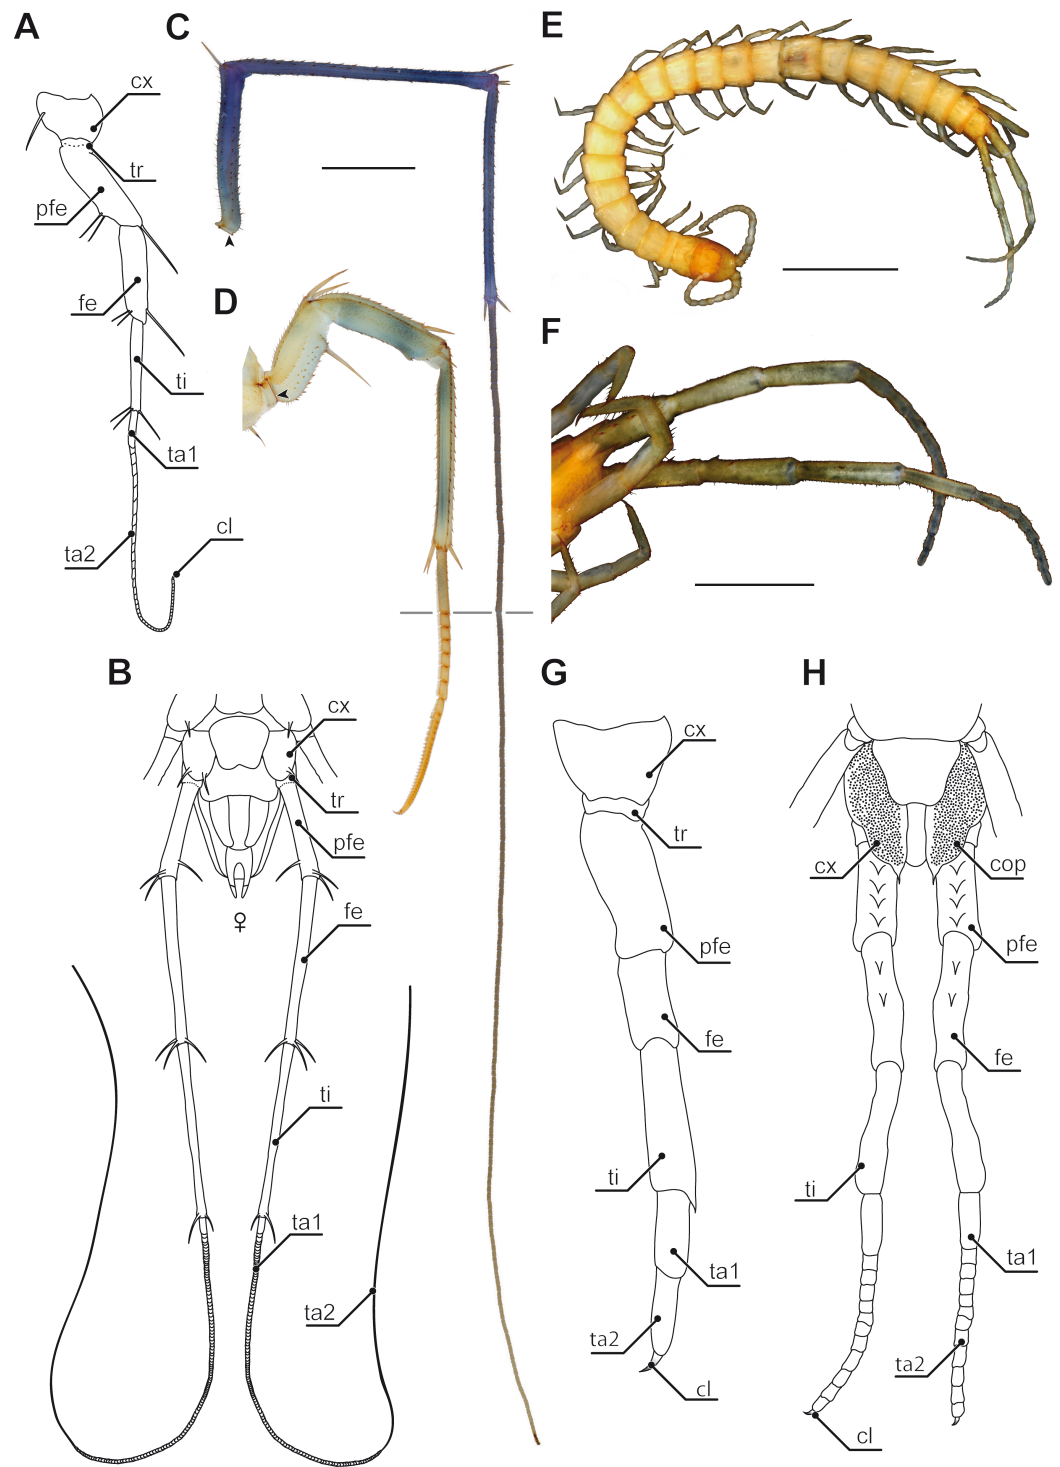 A
cx
tr
pfe
fe
ti
ta1
ta2
cl
B
cx
tr
pfe
♀
fe
ti
ta1
ta2
C
D
E
F
G
cx
tr
pfe
fe
ti
ta1
ta2
cl
H
cx
cop
pfe
fe
ti
ta1
ta2
cl